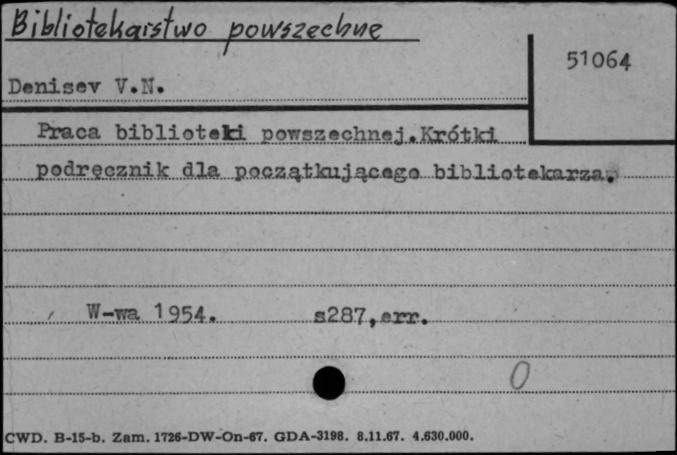 Bibliotekarstwo powszechne
51064
Denisev V.N.
Praca biblioteki powszechnej.Krótki
podręcznik dla początkującego bibliotekarza.
W-wa 1954. s287,err.
0
CWD. B-15-b. Zam. 1726-DW-On-67. GDA-3198. 8.11.67. 4.630.000.